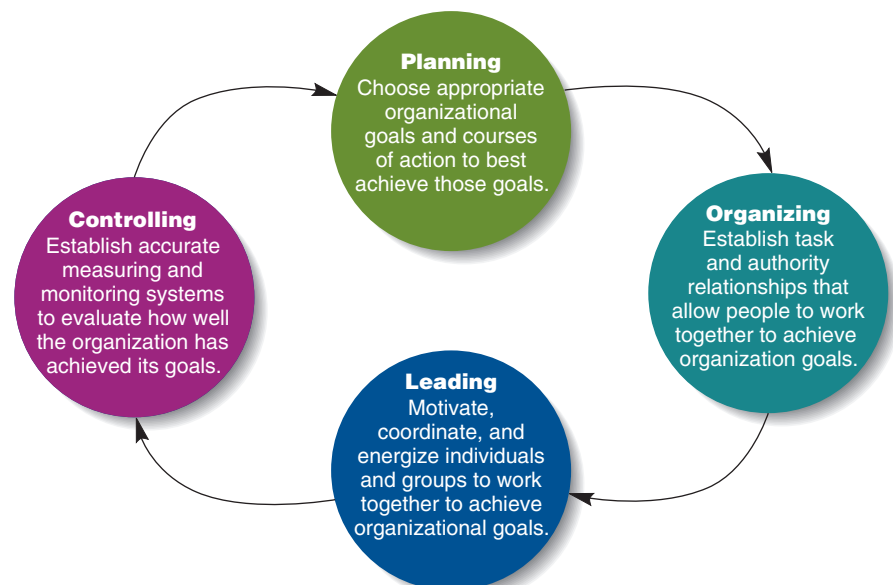 Planning
Choose appropriate
organizational
goals and courses
of action to best
achieve those goals.
Organizing
Establish task
and authority
relationships that
allow people to work
together to achieve
organization goals.
Leading
Motivate,
coordinate, and
energize individuals
and groups to work
together to achieve
organizational goals.
Controlling
Establish accurate
measuring and
monitoring systems
to evaluate how well
the organization has
achieved its goals.